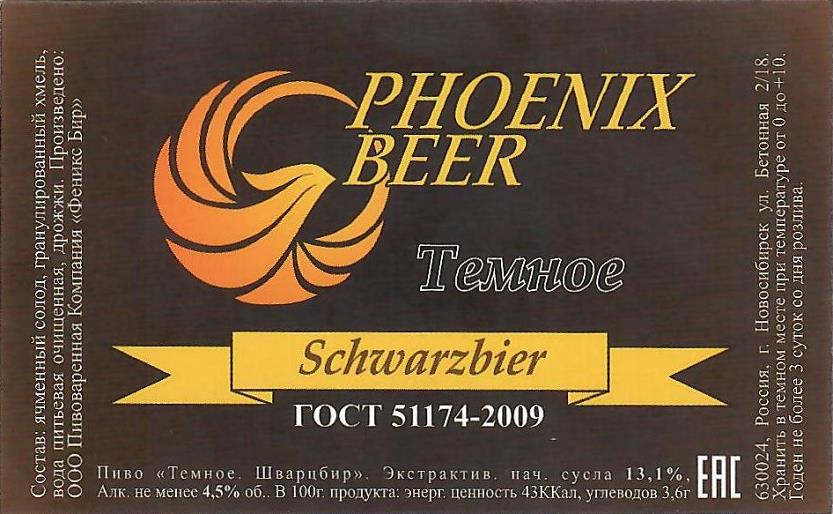 Состав: ячменный солод, гранулированный хмель,
вода питьевая очищенная, дрожжи. Произведено:
ООО Пивоваренная Компания «Феникс Бир»
PHOENIX
BEER
Темное
Schwarzbier
ГОСТ 51174-2009
Пиво «Темное. Шварцбир». Экстрактив. нач. сусла 13,1%,
Алк. не менее 4,5% об.. В 100г. продукта: энерг. ценность 43ККал, углеводов 3,6г
EAC
630024, Россия, г. Новосибирск ул. Бетонная 2/18.
Хранить в темном месте при температуре от 0 до +10.
Годен не более 3 суток со дня розлива.